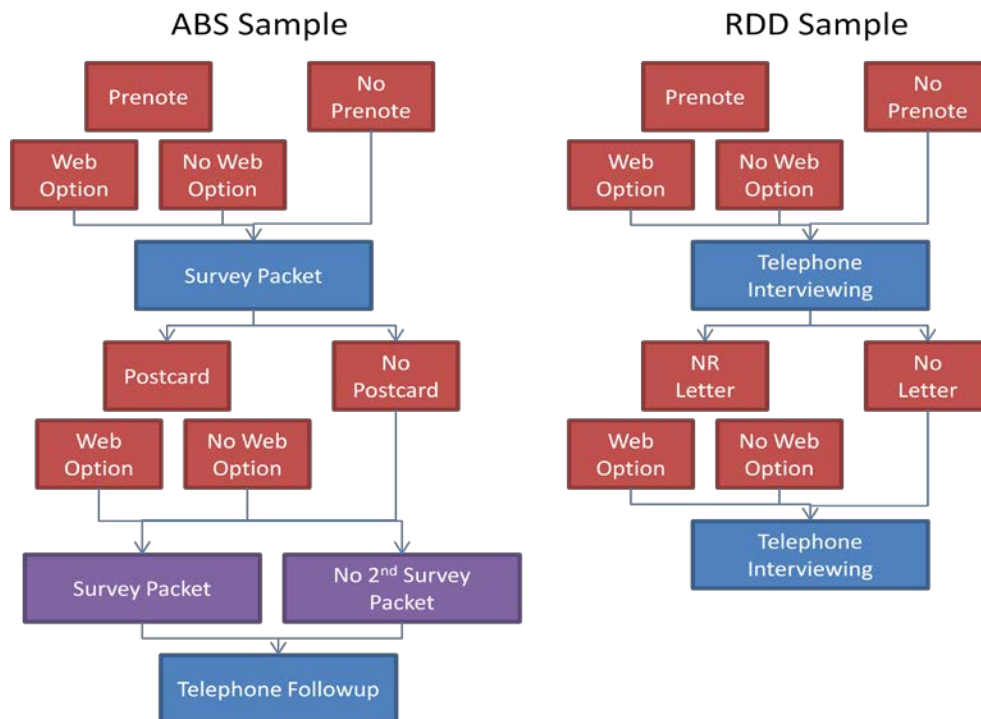 ABS Sample
Prenote
No
Prenote
Web
Option
No Web
Option
Survey Packet
Postcard
No
Postcard
Web
Option
No Web
Option
Survey Packet
No 2nd Survey
Packet
Telephone Followup
RDD Sample
Prenote
No
Prenote
Web
Option
No Web
Option
Telephone
Interviewing
NR
Letter
No
Letter
Web
Option
No Web
Option
Telephone
Interviewing